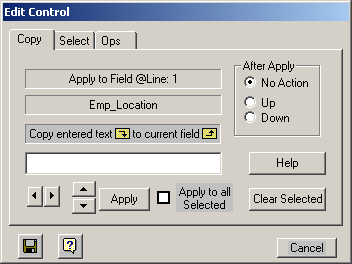 Edit Control
Copy Select Ops
Apply to Field @Line: 1
Emp_Location
Copy entered text to current field
After Apply
No Action
Up
Down
Help
Apply
Apply to all
Selected
Clear Selected
?
Cancel